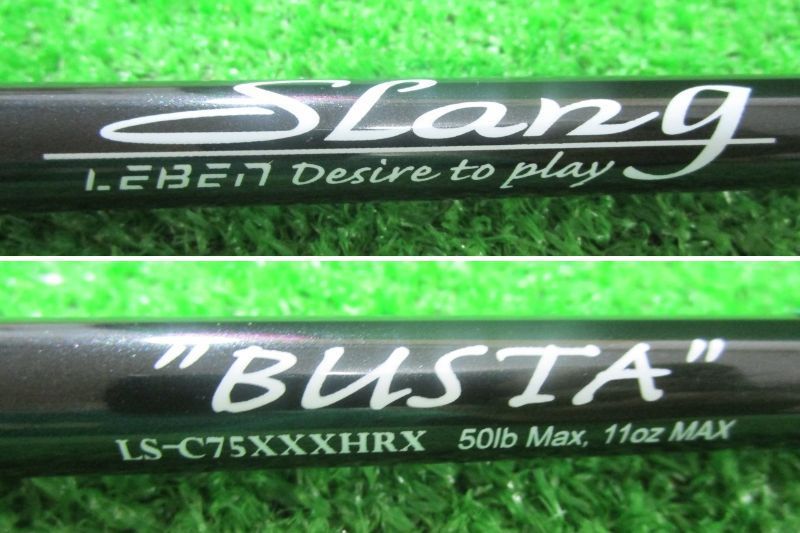 Slang
LEBEN Desire to play
"BUSTA"
LS-C75XXXHRX 50lb Max, 11oz MAX